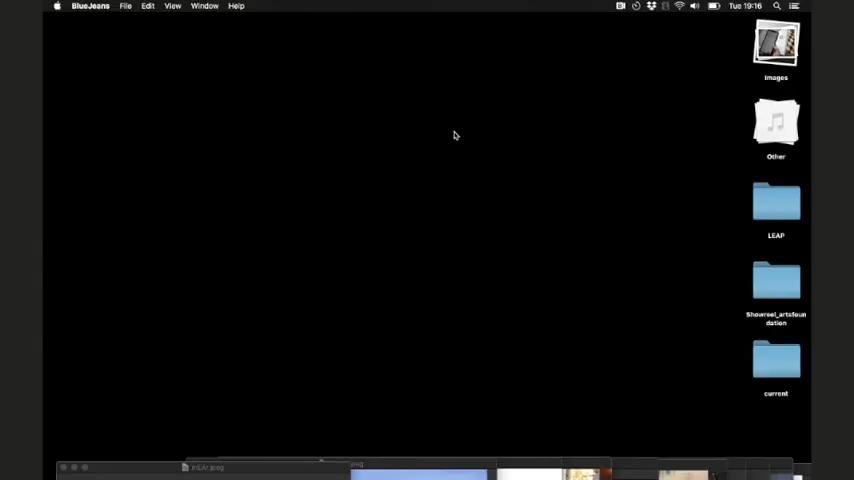 BlueJeans File Edit View Window Help Tue 19:16
Images
Other
LEAP
Showreel_artsfoun
dation
current